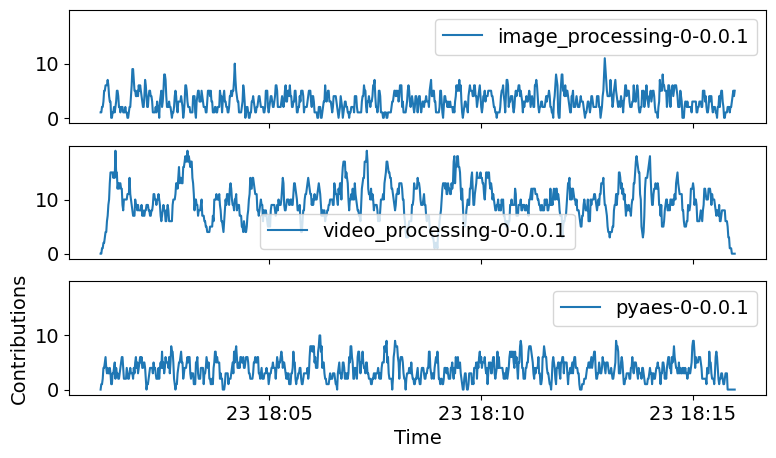 image_processing-0-0.0.1
10
0
video_processing-0-0.0.1
10
0
pyaes-0-0.0.1
10
0
Contributions
23 18:05 23 18:10 23 18:15
Time